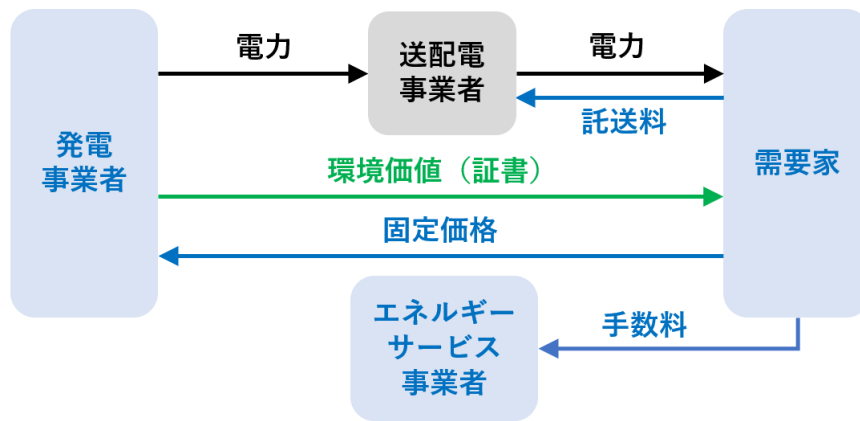 電力
送配電
事業者
電力
託送料
発電
事業者
環境価値（証書）
需要家
固定価格
エネルギー
サービス
事業者
手数料